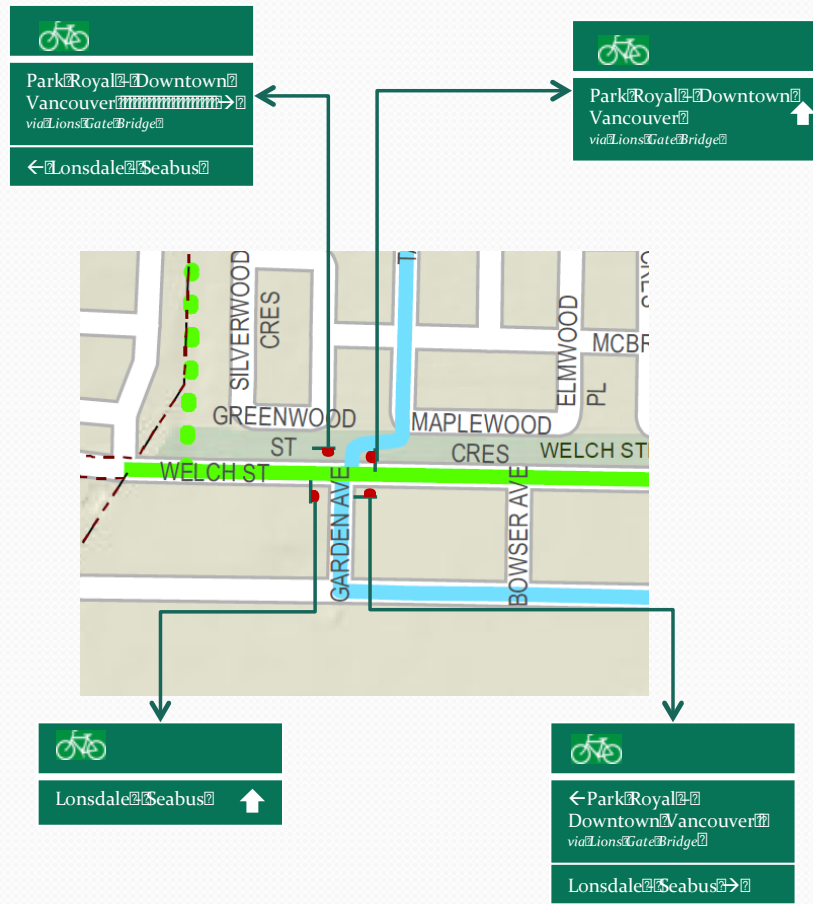 Park Royal - Downtown
Vancouver →
via Lions Gate Bridge
← Lonsdale - Seabus
Park Royal - Downtown
Vancouver
via Lions Gate Bridge
SILVERWOOD
CRES
ELMWOOD
PL
MCBR
GREENWOOD
ST
MAPLEWOOD
CRES
WELCH ST
WELCH ST
GARDEN AVE
BOWSER AVE
Lonsdale - Seabus
←Park Royal -
Downtown Vancouver
via Lions Gate Bridge
Lonsdale - Seabus →